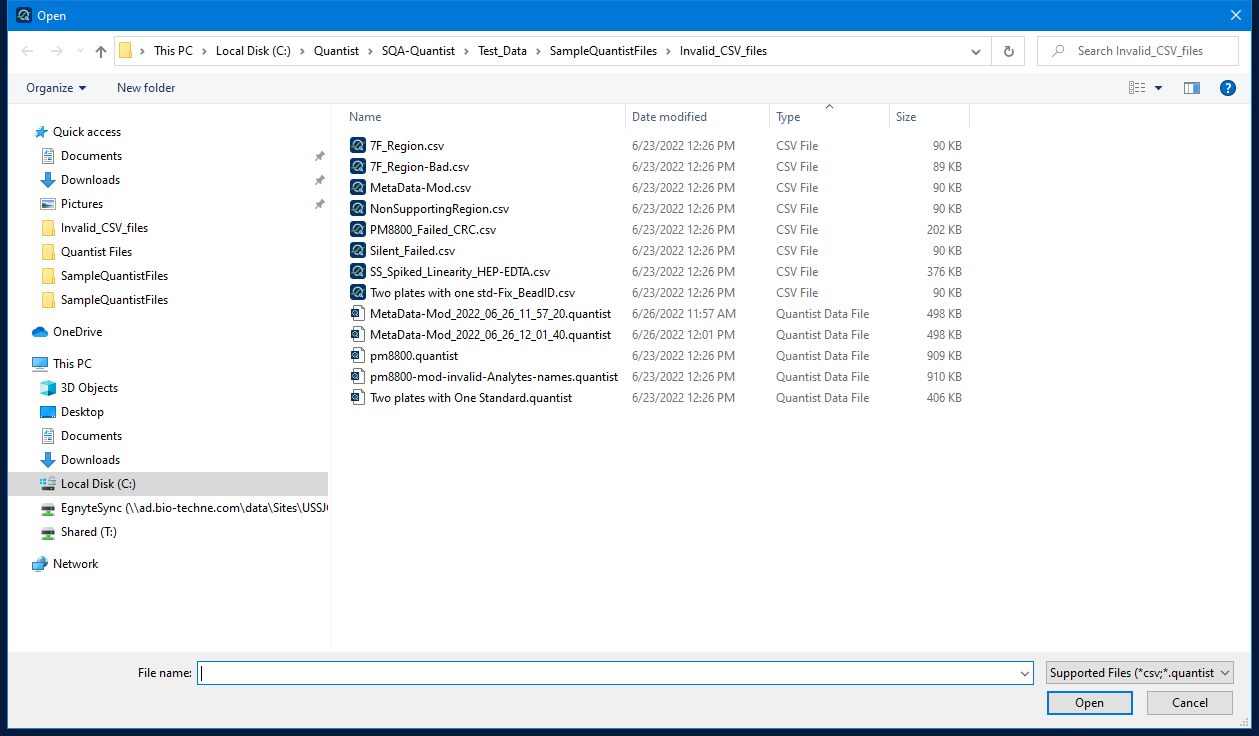 Open
This PC > Local Disk (C:) > Quantist > SQA-Quantist > Test_Data > SampleQuantistFiles > Invalid_CSV_files
Search Invalid_CSV_files
Organize New folder ?
Quick access
Documents
Downloads
Pictures
Invalid_CSV_files
Quantist Files
SampleQuantistFiles
SampleQuantistFiles
OneDrive
This PC
3D Objects
Desktop
Documents
Downloads
Local Disk (C:)
EgnyteSync (\\ad.bio-techne.com\data\Sites\USSJ
Shared (T:)
Network
Name Date modified Type Size
7F_Region.csv 6/23/2022 12:26 PM CSV File 90 KB
7F_Region-Bad.csv 6/23/2022 12:26 PM CSV File 89 KB
MetaData-Mod.csv 6/23/2022 12:26 PM CSV File 90 KB
NonSupportingRegion.csv 6/23/2022 12:26 PM CSV File 90 KB
PM8800_Failed_CRC.csv 6/23/2022 12:26 PM CSV File 202 KB
Silent_Failed.csv 6/23/2022 12:26 PM CSV File 90 KB
SS_Spiked_Linearity_HEP-EDTA.csv 6/23/2022 12:26 PM CSV File 376 KB
Two plates with one std-Fix_BeadID.csv 6/23/2022 12:26 PM CSV File 90 KB
MetaData-Mod_2022_06_26_11_57_20.quantist 6/26/2022 11:57 AM Quantist Data File 498 KB
MetaData-Mod_2022_06_26_12_01_40.quantist 6/26/2022 12:01 PM Quantist Data File 498 KB
pm8800.quantist 6/23/2022 12:26 PM Quantist Data File 909 KB
pm8800-mod-invalid-Analytes-names.quantist 6/23/2022 12:26 PM Quantist Data File 910 KB
Two plates with One Standard.quantist 6/23/2022 12:26 PM Quantist Data File 406 KB
File name: Supported Files (*csv;*.quantist
Open Cancel